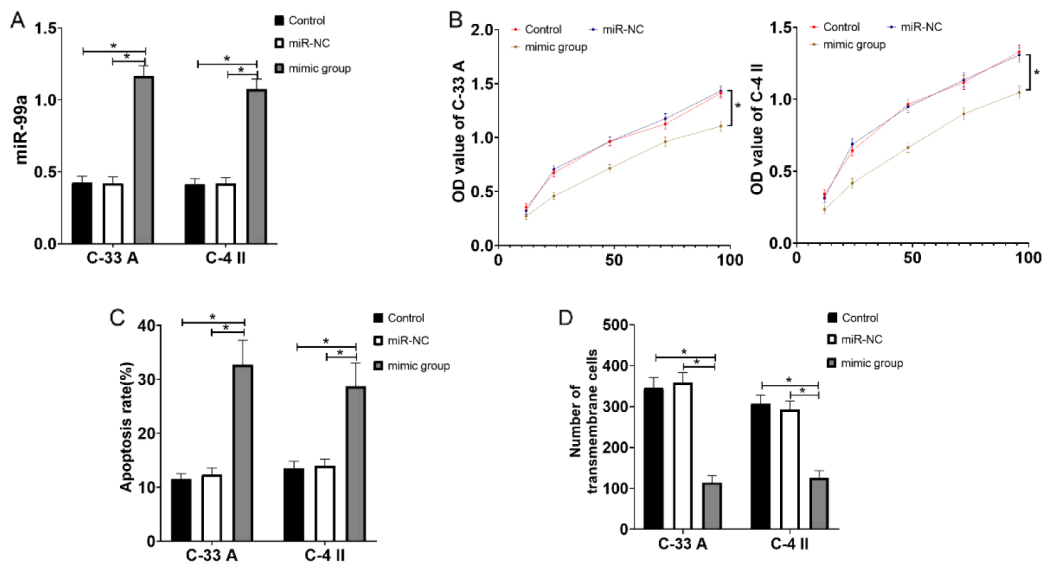 A
Control
miR-NC
mimic group
miR-99a
1.5
1.0
0.5
0.0
* * * *
C-33 A C-4 II
B
Control miR-NC
mimic group
OD value of C-33 A
2.0
1.5
1.0
0.5
0.0
*
0 50 100
Control miR-NC
mimic group
OD value of C-4 II
1.5
1.0
0.5
0.0
*
0 50 100
C
Control
miR-NC
mimic group
Apoptosis rate(%)
40
30
20
10
0
* * * *
C-33 A C-4 II
D
Control
miR-NC
mimic group
Number of
transmembrane cells
500
400
300
200
100
0
* * * *
C-33 A C-4 II